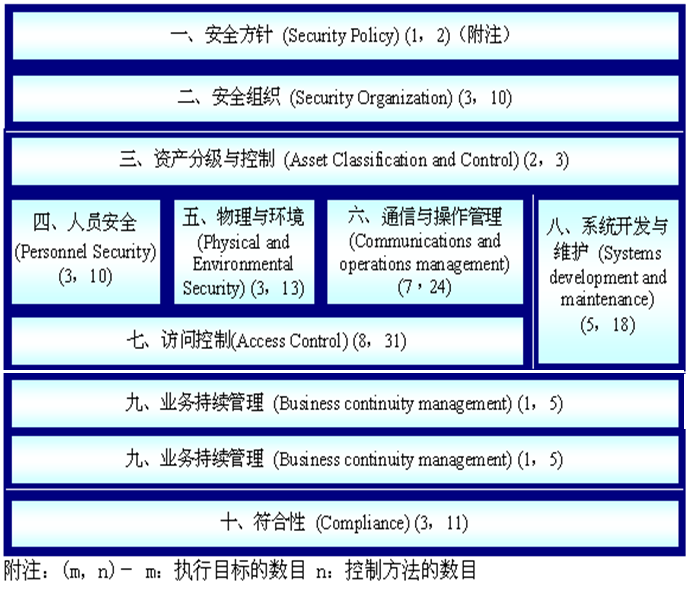 一、安全方针 (Security Policy) (1，2)（附注）
二、安全组织 (Security Organization) (3，10)
三、资产分级与控制 (Asset Classification and Control) (2，3)
四、人员安全
(Personnel Security)
(3，10)
五、物理与环境
(Physical and
Environmental
Security) (3，13)
六、通信与操作管理
(Communications and
operations management)
(7，24)
八、系统开发与
维护 (Systems
development and
maintenance)
(5，18)
七、访问控制(Access Control) (8，31)
九、业务持续管理 (Business continuity management) (1，5)
九、业务持续管理 (Business continuity management) (1，5)
十、符合性 (Compliance) (3，11)
附注：(m, n)－ m：执行目标的数目 n：控制方法的数目